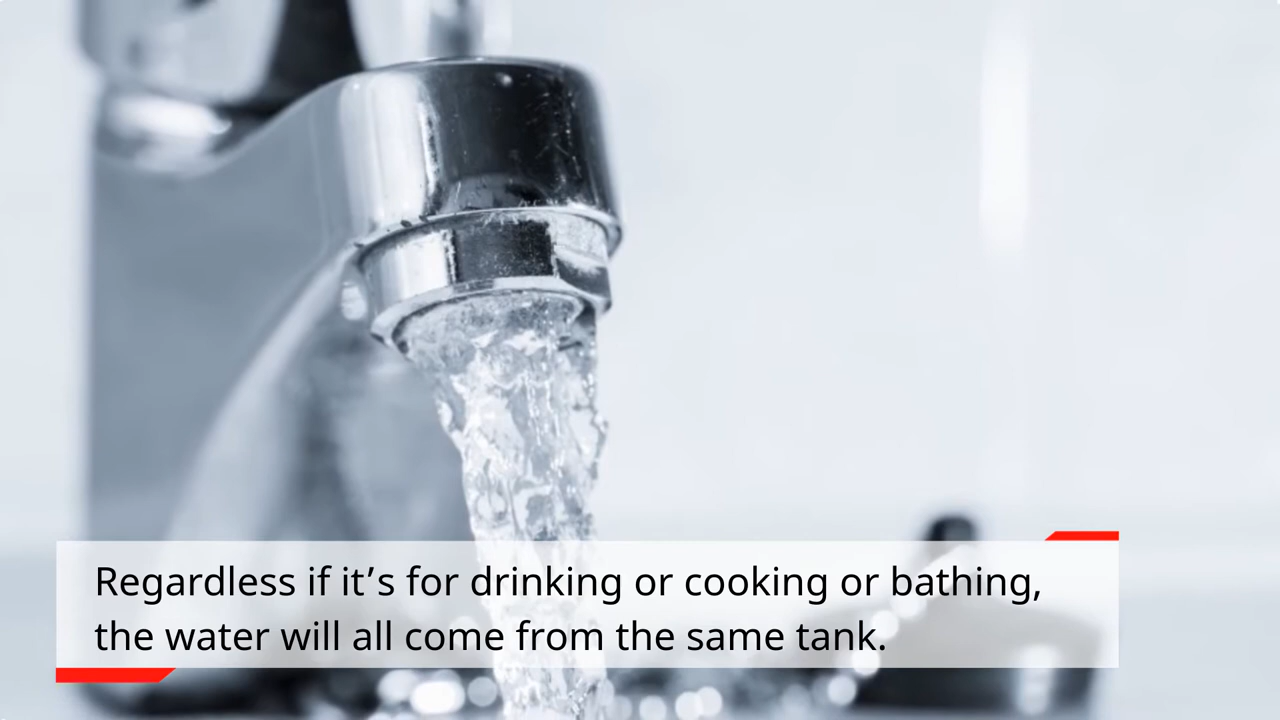 Regardless if it’s for drinking or cooking or bathing,
the water will all come from the same tank.